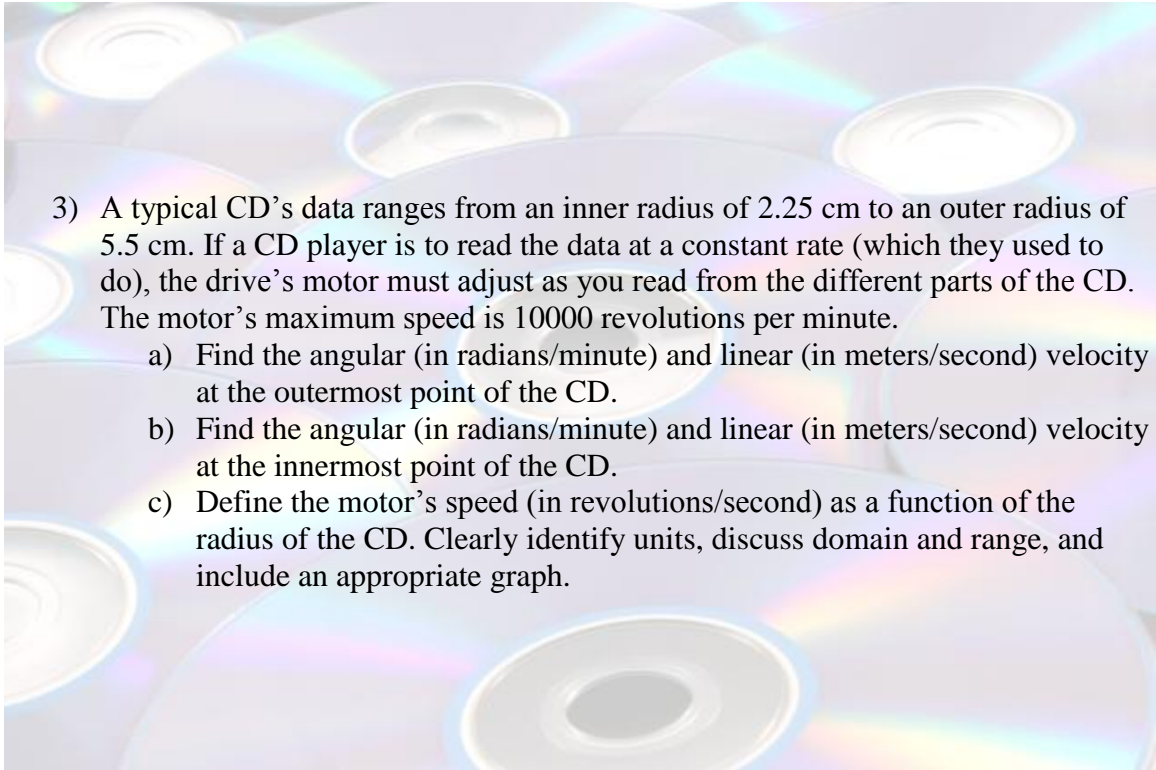 3) A typical CD’s data ranges from an inner radius of 2.25 cm to an outer radius of
5.5 cm. If a CD player is to read the data at a constant rate (which they used to
do), the drive’s motor must adjust as you read from the different parts of the CD.
The motor’s maximum speed is 10000 revolutions per minute.
a) Find the angular (in radians/minute) and linear (in meters/second) velocity
at the outermost point of the CD.
b) Find the angular (in radians/minute) and linear (in meters/second) velocity
at the innermost point of the CD.
c) Define the motor’s speed (in revolutions/second) as a function of the
radius of the CD. Clearly identify units, discuss domain and range, and
include an appropriate graph.